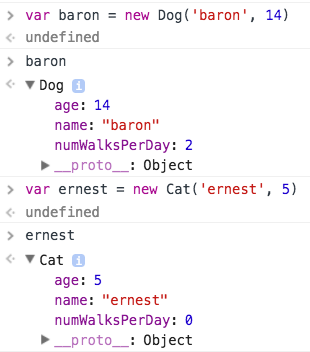 var baron = new Dog('baron', 14)
undefined
baron
Dog i
age: 14
name: "baron"
numWalksPerDay: 2
__proto__: Object
var ernest = new Cat('ernest', 5)
undefined
ernest
Cat i
age: 5
name: "ernest"
numWalksPerDay: 0
__proto__: Object